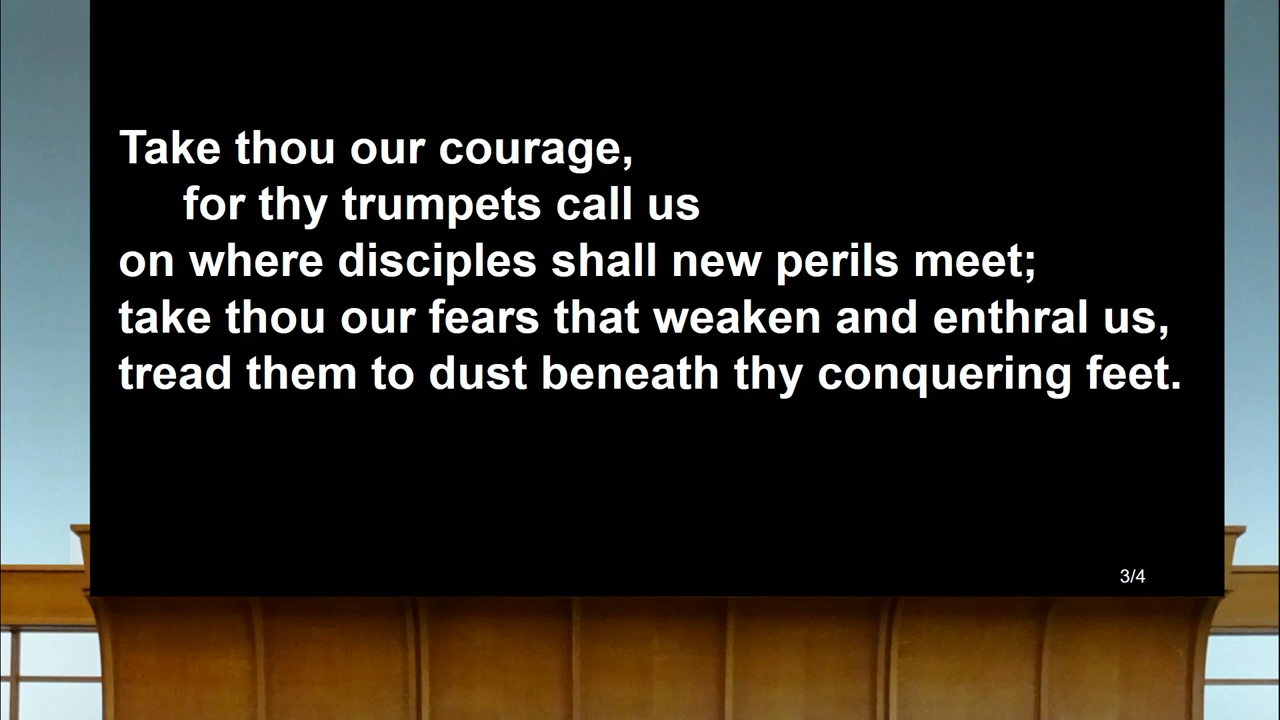 Take thou our courage,
for thy trumpets call us
on where disciples shall new perils meet;
take thou our fears that weaken and enthral us,
tread them to dust beneath thy conquering feet.
3/4